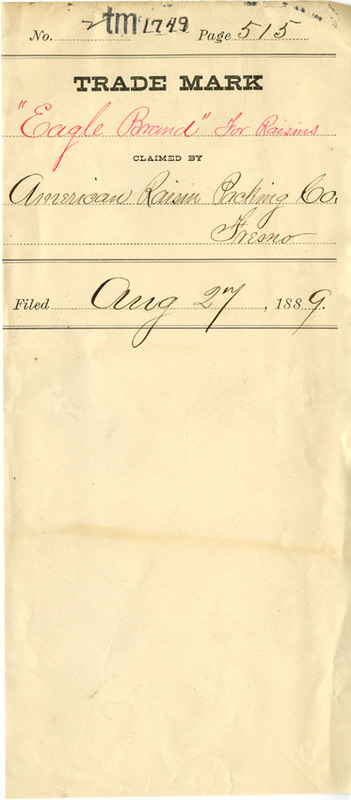 No. tm 1749 Page 515
TRADE MARK
"Eagle Brand" For Raisins
CLAIMED BY
American Raisin Packing Co.
Fresno
Filed Aug 27, 1889.